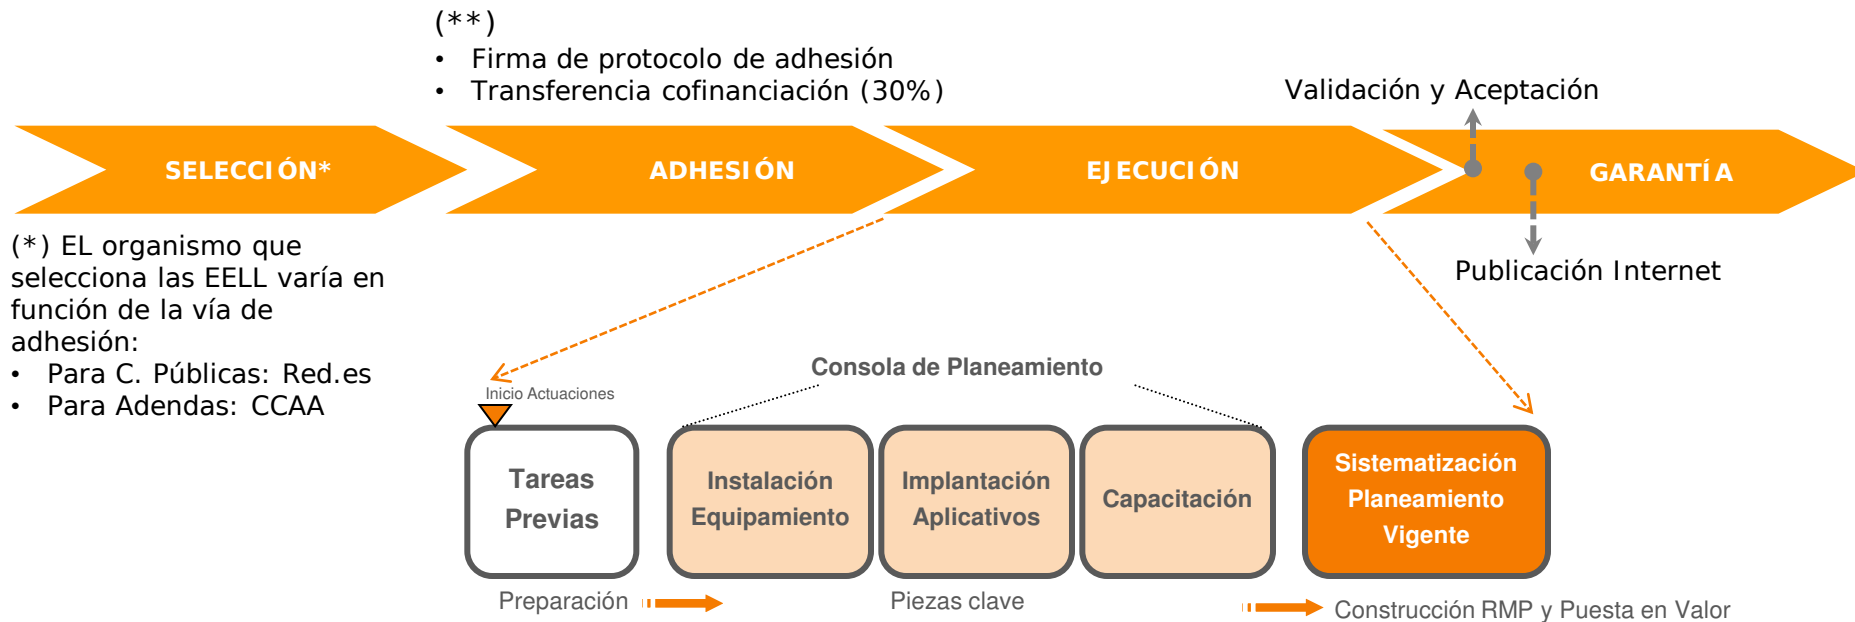 (**)
• Firma de protocolo de adhesión
• Transferencia cofinanciación (30%)
Validación y Aceptación
SELECCIÓN*
ADHESIÓN
EJECUCIÓN
GARANTÍA
(*) EL organismo que
selecciona las EELL varía en
función de la vía de
adhesión:
• Para C. Públicas: Red.es
• Para Adendas: CCAA
Publicación Internet
Consola de Planeamiento
Inicio Actuaciones
Tareas
Previas
Instalación
Equipamiento
Implantación
Aplicativos
Capacitación
Sistematización
Planeamiento
Vigente
Preparación
Piezas clave
Construcción RMP y Puesta en Valor